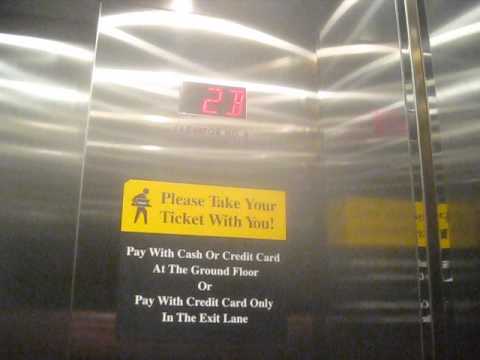 2B
Please Take Your
Ticket With You!
Pay With Cash Or Credit Card
At The Ground Floor
Or
Pay With Credit Card Only
In The Exit Lane